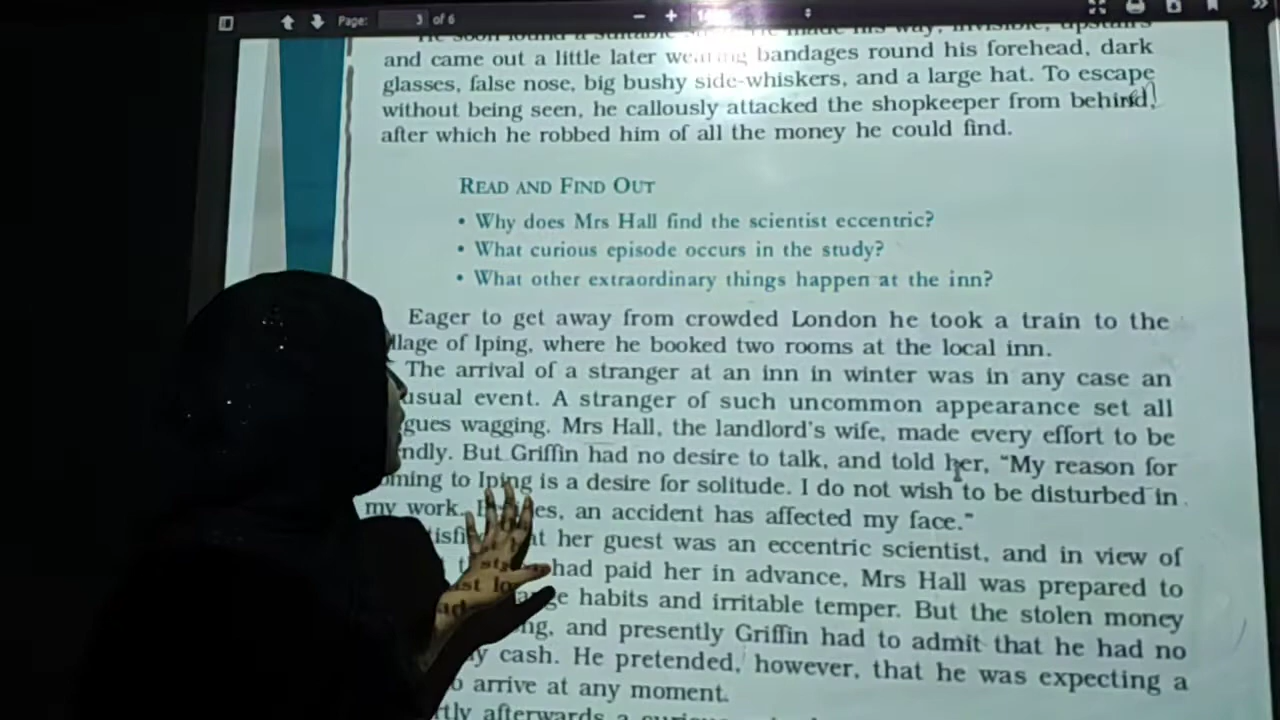 Page: 3 of 6
and came out a little later wearing bandages round his forehead, dark
glasses, false nose, big bushy side-whiskers, and a large hat. To escape
without being seen, he callously attacked the shopkeeper from behind,
after which he robbed him of all the money he could find.
READ AND FIND OUT
• Why does Mrs Hall find the scientist eccentric?
• What curious episode occurs in the study?
• What other extraordinary things happen at the inn?
Eager to get away from crowded London he took a train to the
llage of Iping, where he booked two rooms at the local inn.
The arrival of a stranger at an inn in winter was in any case an
usual event. A stranger of such uncommon appearance set all
gues wagging. Mrs Hall, the landlord's wife, made every effort to be
ndly. But Griffin had no desire to talk, and told her, “My reason for
oming to Iping is a desire for solitude. I do not wish to be disturbed in
my work. es, an accident has affected my face.”
isfi at her guest was an eccentric scientist, and in view of
had paid her in advance, Mrs Hall was prepared to
ge habits and irritable temper. But the stolen money
ng, and presently Griffin had to admit that he had no
y cash. He pretended, however, that he was expecting a
o arrive at any moment.
rtly afterwards a curious